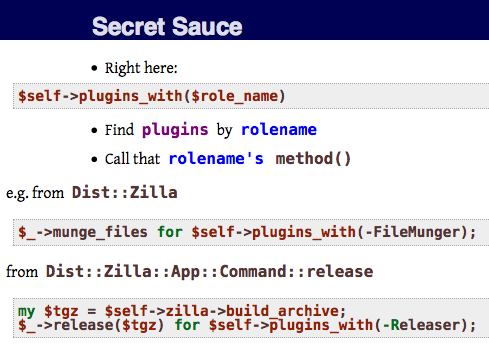 Secret Sauce
• Right here:
$self->plugins_with($role_name)
• Find plugins by rolename
• Call that rolename's method()
e.g. from Dist::Zilla
$_->munge_files for $self->plugins_with(-FileMunger);
from Dist::Zilla::App::Command::release
my $tgz = $self->zilla->build_archive;
$_->release($tgz) for $self->plugins_with(-Releaser);